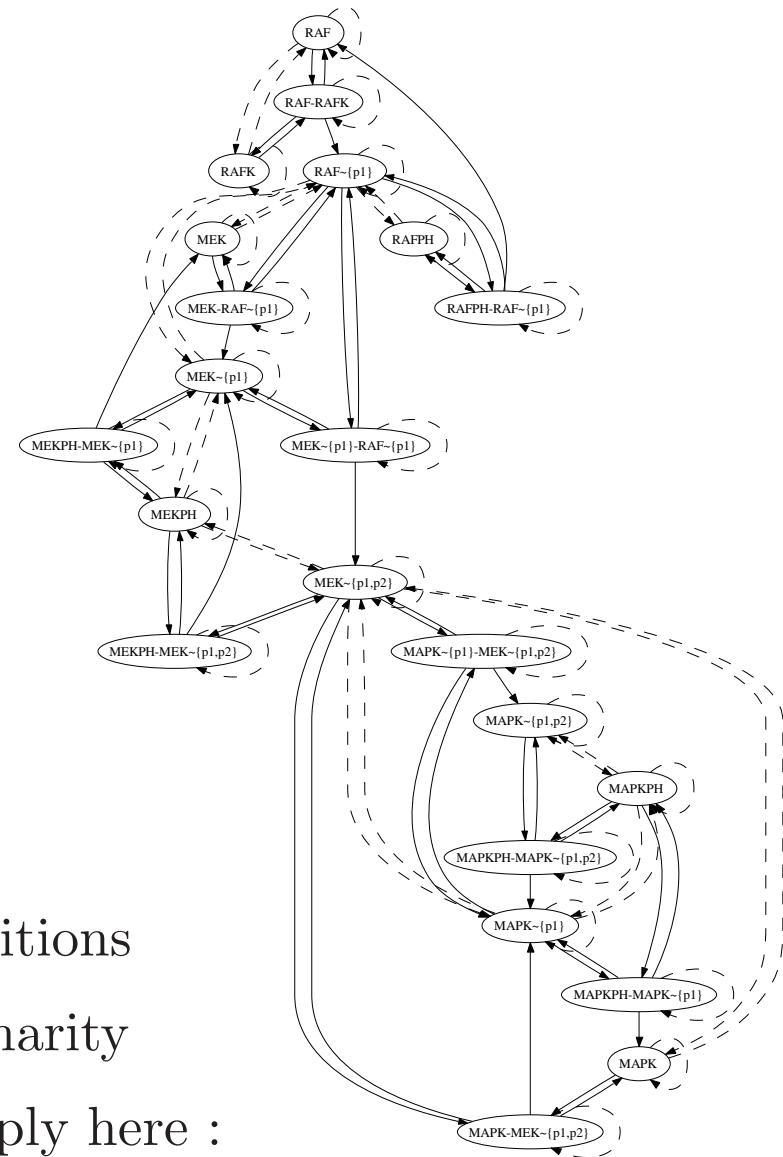 RAF
RAF-RAFK
RAFK
RAF~{p1}
MEK
RAFPH
MEK-RAF~{p1}
RAFPH-RAF~{p1}
MEK~{p1}
MEKPH-MEK~{p1}
MEK~{p1}-RAF~{p1}
MEKPH
MEK~{p1,p2}
MEKPH-MEK~{p1,p2}
MAPK~{p1}-MEK~{p1,p2}
MAPK~{p1,p2}
MAPKPH
MAPKPH-MAPK~{p1,p2}
MAPK~{p1}
itions
MAPKPH-MAPK~{p1}
narity
MAPK
ply here :
MAPK-MEK~{p1,p2}